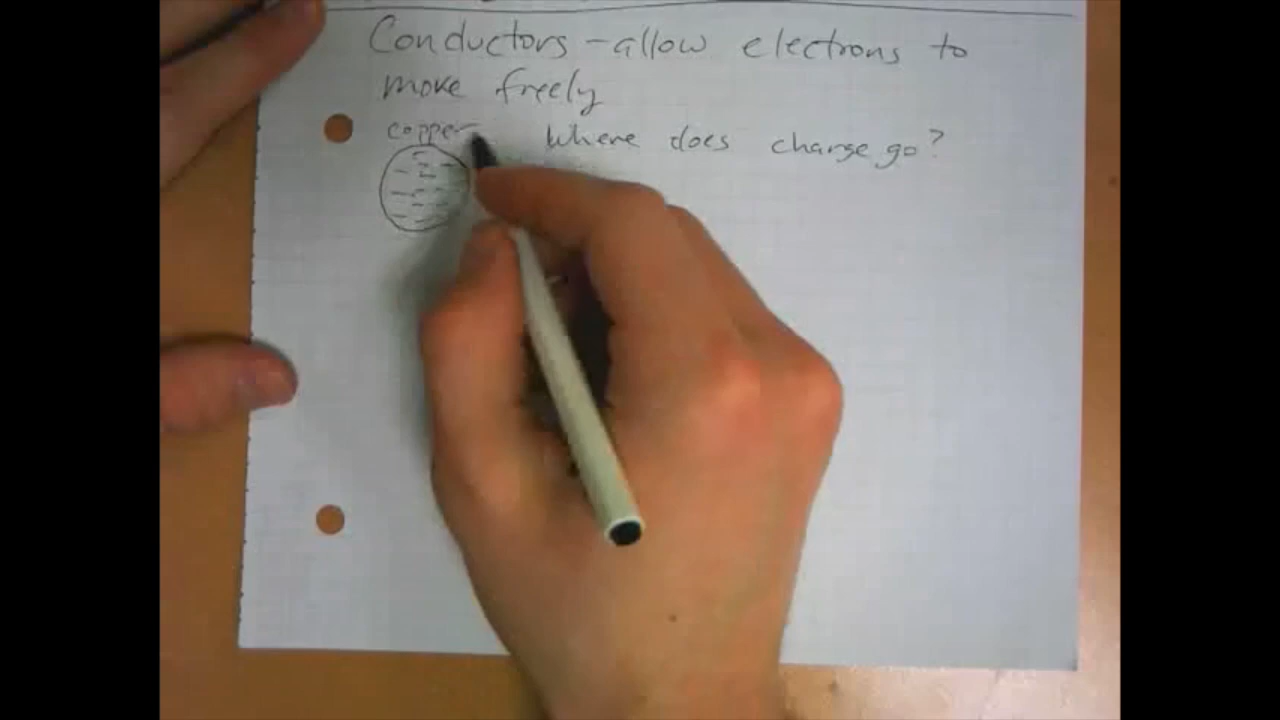 Conductors - allow electrons to
move freely
copper Where does charge go?